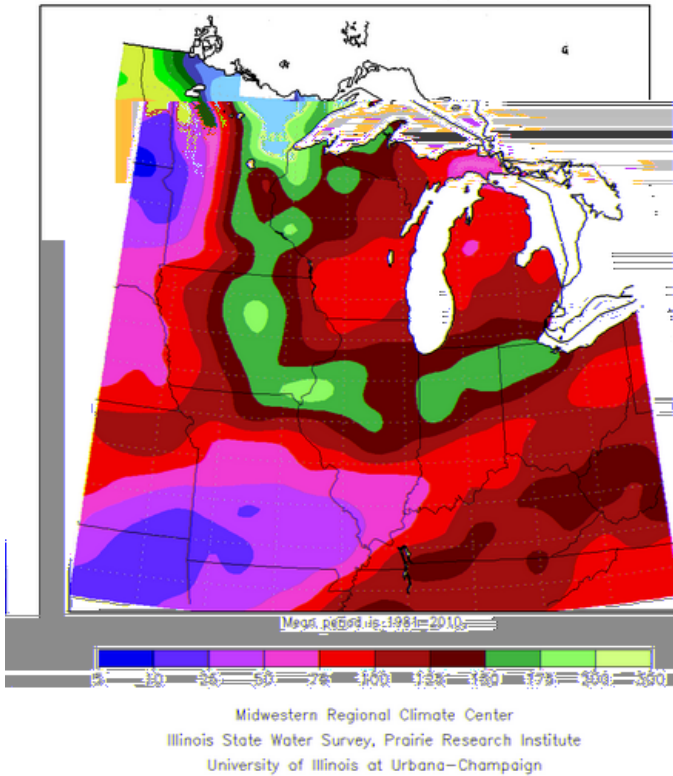 Mean period is 1981-2010.
5 10 25 50 75 100 125 150 175 200 300
Midwestern Regional Climate Center
Illinois State Water Survey, Prairie Research Institute
University of Illinois at Urbana-Champaign